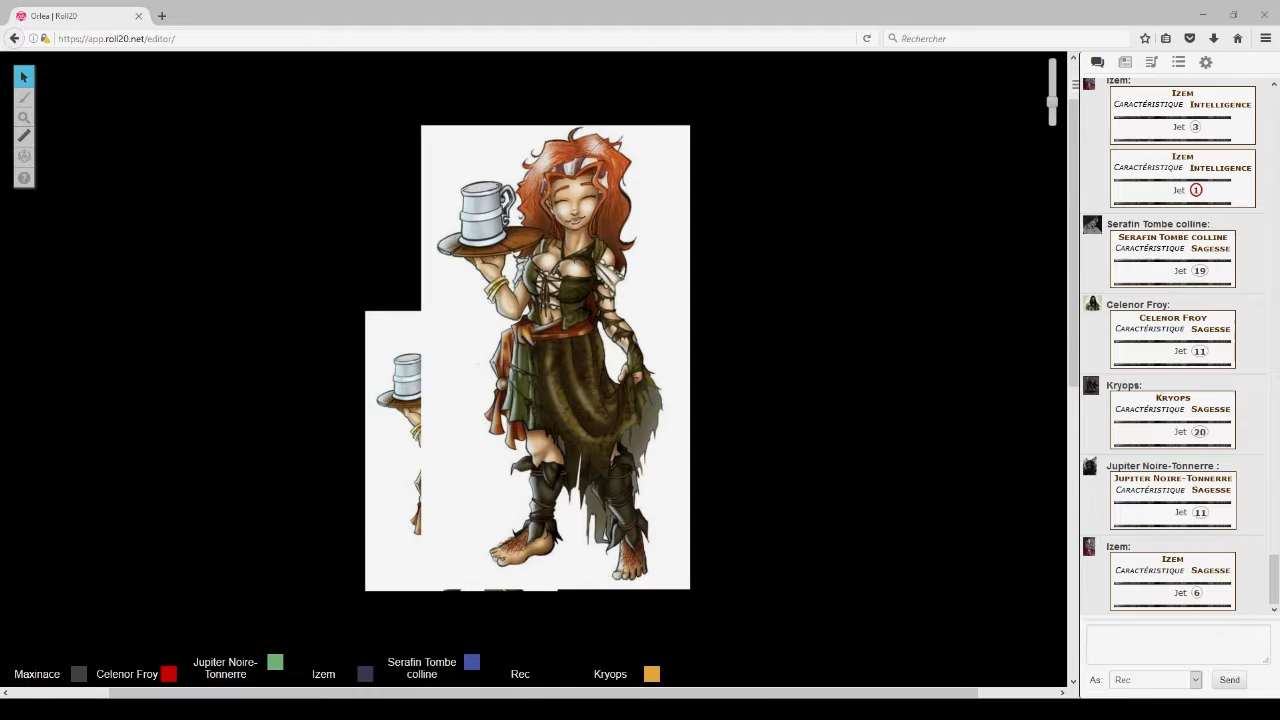 Orlea | Roll20
https://app.roll20.net/editor/
Rechercher
Izem:
Izem
Caractéristique Intelligence
Jet 3
Izem
Caractéristique Intelligence
Jet 1
Serafin Tombe colline:
Serafin Tombe colline
Caractéristique Sagesse
Jet 19
Celenor Froy:
Celenor Froy
Caractéristique Sagesse
Jet 11
Kryops:
Kryops
Caractéristique Sagesse
Jet 20
Jupiter Noire-Tonnerre :
Jupiter Noire-Tonnerre
Caractéristique Sagesse
Jet 11
Izem:
Izem
Caractéristique Sagesse
Jet 6
As: Rec Send
Maxinace
Celenor Froy
Jupiter Noire-
Tonnerre
Izem
Serafin Tombe
colline
Rec
Kryops